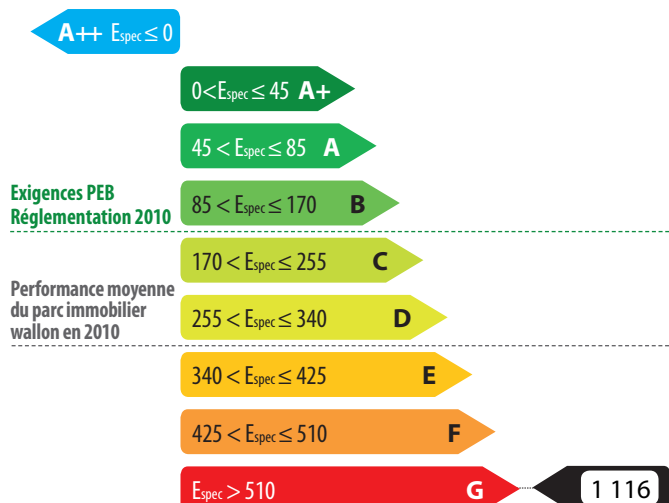 A++ Espec ≤ 0
0 < Espec ≤ 45 A+
45 < Espec ≤ 85 A
Exigences PEB
Réglementation 2010
85 < Espec ≤ 170 B
170 < Espec ≤ 255 C
Performance moyenne
du parc immobilier
wallon en 2010
255 < Espec ≤ 340 D
340 < Espec ≤ 425 E
425 < Espec ≤ 510 F
Espec > 510 G 1 116